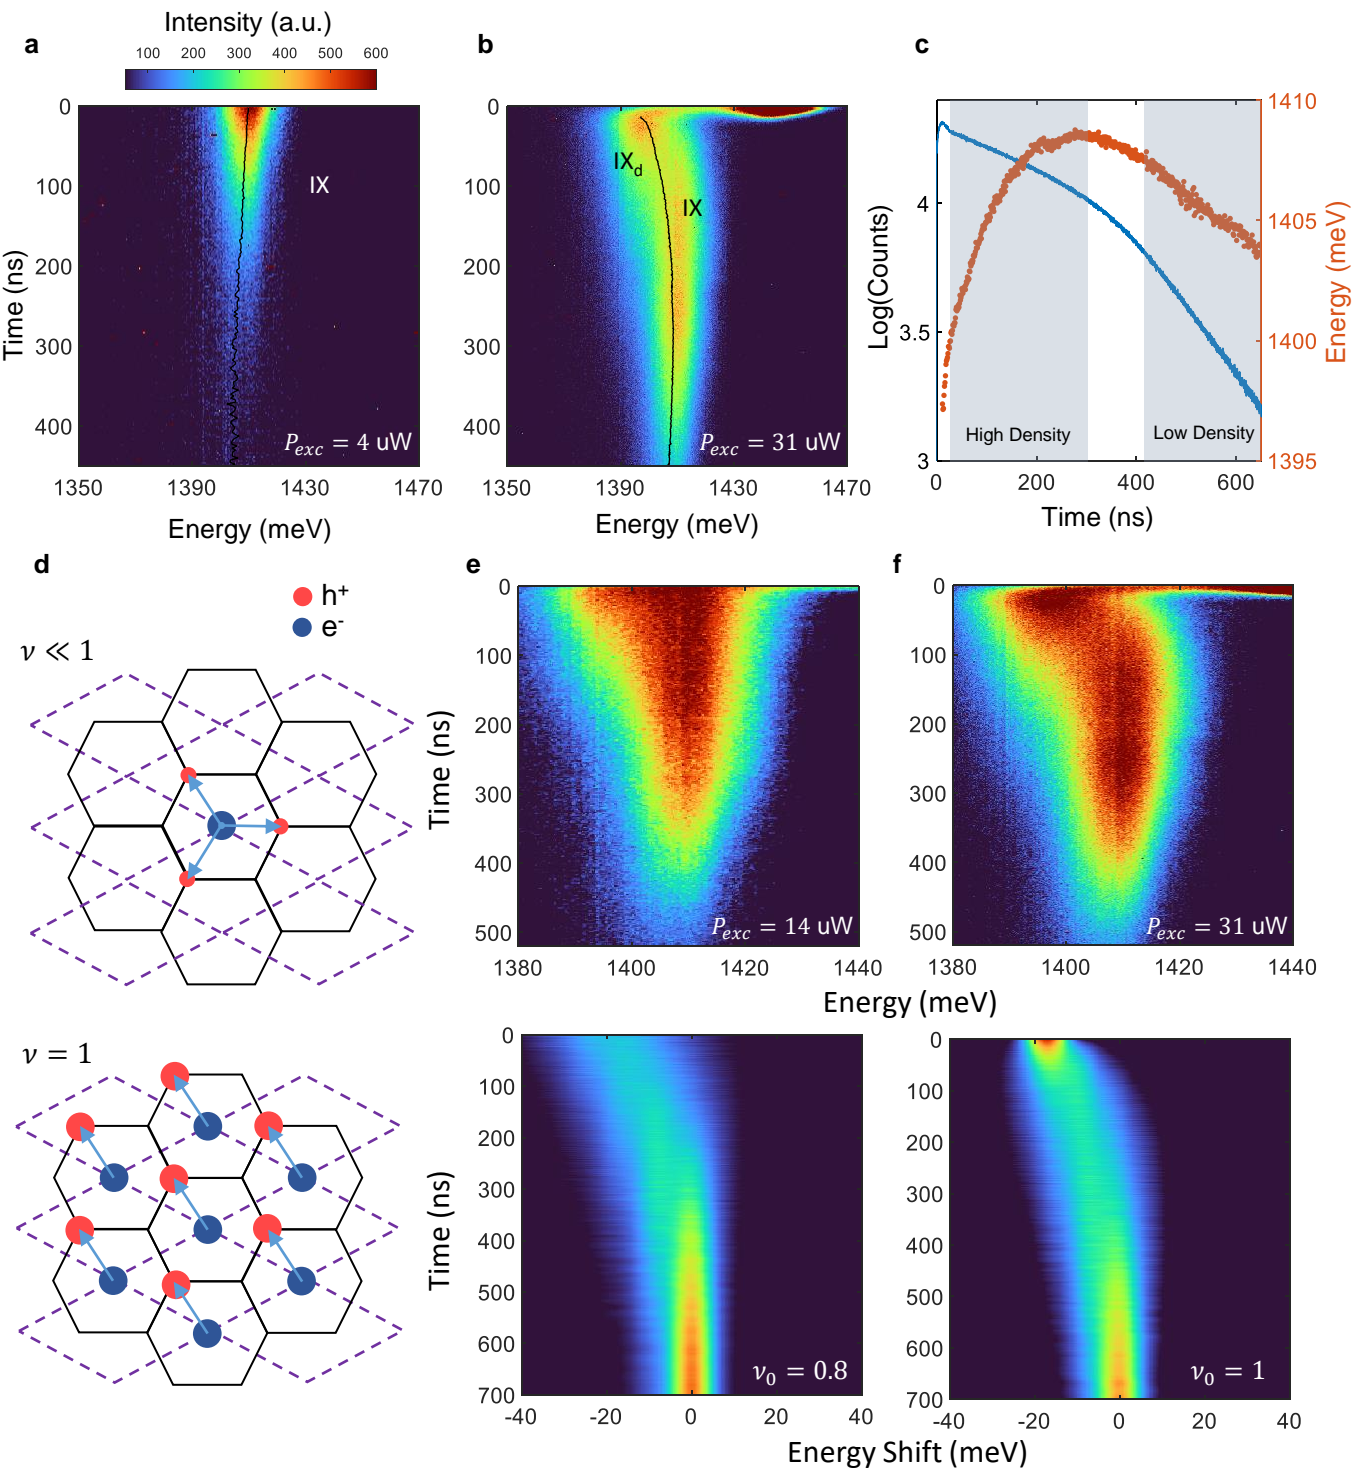 Intensity (a.u.)
a
100 200 300 400 500 600
0
100
200
300
400
Time (ns)
IX
P_exc = 4 uW
1350 1390 1430 1470
Energy (meV)
b
0
100
200
300
400
IX_d
IX
P_exc = 31 uW
1350 1390 1430 1470
Energy (meV)
c
Log(Counts)
4
3.5
3
High Density
Low Density
1410
1405
1400
1395
Energy (meV)
0 200 400 600
Time (ns)
d
h⁺
e⁻
ν ≪ 1
ν = 1
e
0
100
200
300
400
500
Time (ns)
P_exc = 14 uW
1380 1400 1420 1440
f
0
100
200
300
400
500
P_exc = 31 uW
1380 1400 1420 1440
Energy (meV)
0
100
200
300
400
500
600
700
Time (ns)
ν₀ = 0.8
-40 -20 0 20 40
0
100
200
300
400
500
600
700
ν₀ = 1
-40 -20 0 20 40
Energy Shift (meV)